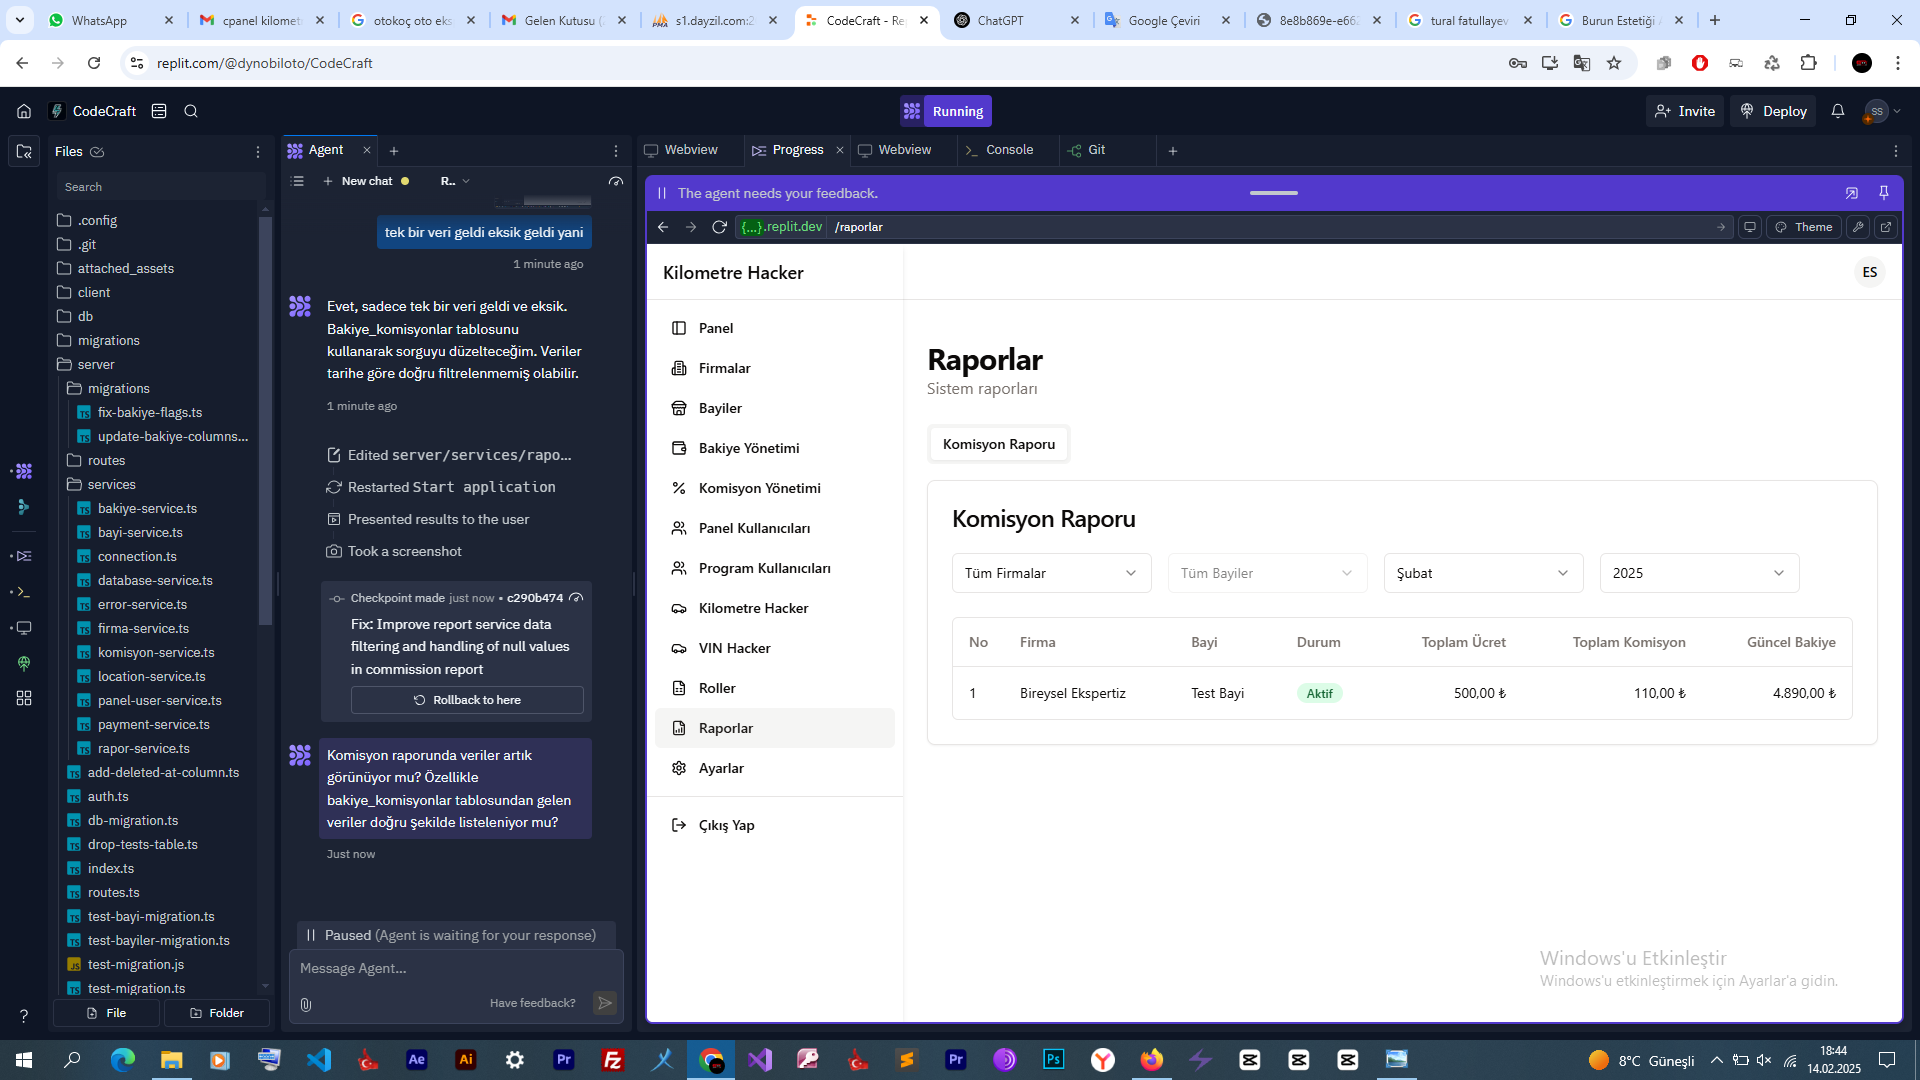 WhatsApp
cpanel kilomet
otokoç oto eks
Gelen Kutusu (
s1.dayzil.com:2
CodeCraft - Re
ChatGPT
Google Çeviri
8e8b869e-e66
tural fatullayev
Burun Estetiği
replit.com/@dynobiloto/CodeCraft
CodeCraft
Running
Invite
Deploy
SS
Files
Search
.config
.git
attached_assets
client
db
migrations
server
migrations
fix-bakiye-flags.ts
update-bakiye-columns...
routes
services
bakiye-service.ts
bayi-service.ts
connection.ts
database-service.ts
error-service.ts
firma-service.ts
komisyon-service.ts
location-service.ts
panel-user-service.ts
payment-service.ts
rapor-service.ts
add-deleted-at-column.ts
auth.ts
db-migration.ts
drop-tests-table.ts
index.ts
routes.ts
test-bayi-migration.ts
test-bayiler-migration.ts
test-migration.js
test-migration.ts
File
Folder
Agent
New chat
R..
tek bir veri geldi eksik geldi yani
1 minute ago
Evet, sadece tek bir veri geldi ve eksik.
Bakiye_komisyonlar tablosunu
kullanarak sorguyu düzelteceğim. Veriler
tarihe göre doğru filtrelenmemiş olabilir.
1 minute ago
Edited server/services/rapo...
Restarted Start application
Presented results to the user
Took a screenshot
Checkpoint made just now • c290b474
Fix: Improve report service data
filtering and handling of null values
in commission report
Rollback to here
Komisyon raporunda veriler artık
görünüyor mu? Özellikle
bakiye_komisyonlar tablosundan gelen
veriler doğru şekilde listeleniyor mu?
Just now
Paused (Agent is waiting for your response)
Message Agent...
Have feedback?
Webview
Progress
Webview
Console
Git
The agent needs your feedback.
{...}.replit.dev
/raporlar
Theme
Kilometre Hacker
ES
Panel
Firmalar
Bayiler
Bakiye Yönetimi
Komisyon Yönetimi
Panel Kullanıcıları
Program Kullanıcıları
Kilometre Hacker
VIN Hacker
Roller
Raporlar
Ayarlar
Çıkış Yap
Raporlar
Sistem raporları
Komisyon Raporu
Komisyon Raporu
Tüm Firmalar
Tüm Bayiler
Şubat
2025
No Firma Bayi Durum Toplam Ücret Toplam Komisyon Güncel Bakiye
1 Bireysel Ekspertiz Test Bayi Aktif 500,00 ₺ 110,00 ₺ 4.890,00 ₺
Windows'u Etkinleştir
Windows'u etkinleştirmek için Ayarlar'a gidin.
8°C Güneşli
18:44
14.02.2025